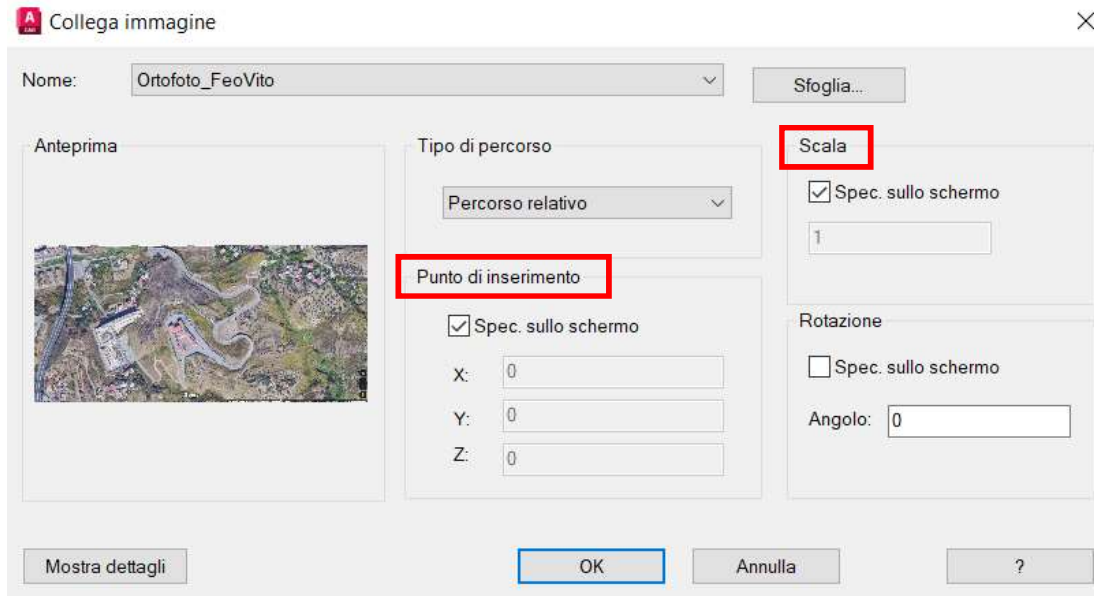 Collega immagine
Nome: Ortofoto_FeoVito Sfoglia...
Anteprima
Tipo di percorso
Percorso relativo
Punto di inserimento
Spec. sullo schermo
X: 0
Y: 0
Z: 0
Scala
Spec. sullo schermo
1
Rotazione
Spec. sullo schermo
Angolo: 0
Mostra dettagli OK Annulla ?